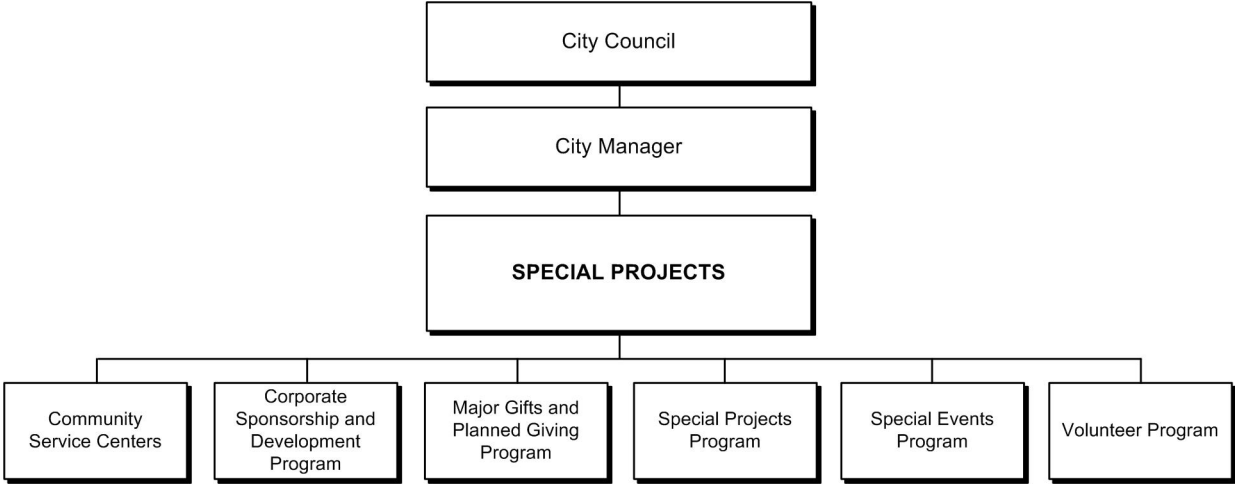 City Council
City Manager
SPECIAL PROJECTS
Community
Service Centers
Corporate
Sponsorship and
Development
Program
Major Gifts and
Planned Giving
Program
Special Projects
Program
Special Events
Program
Volunteer Program